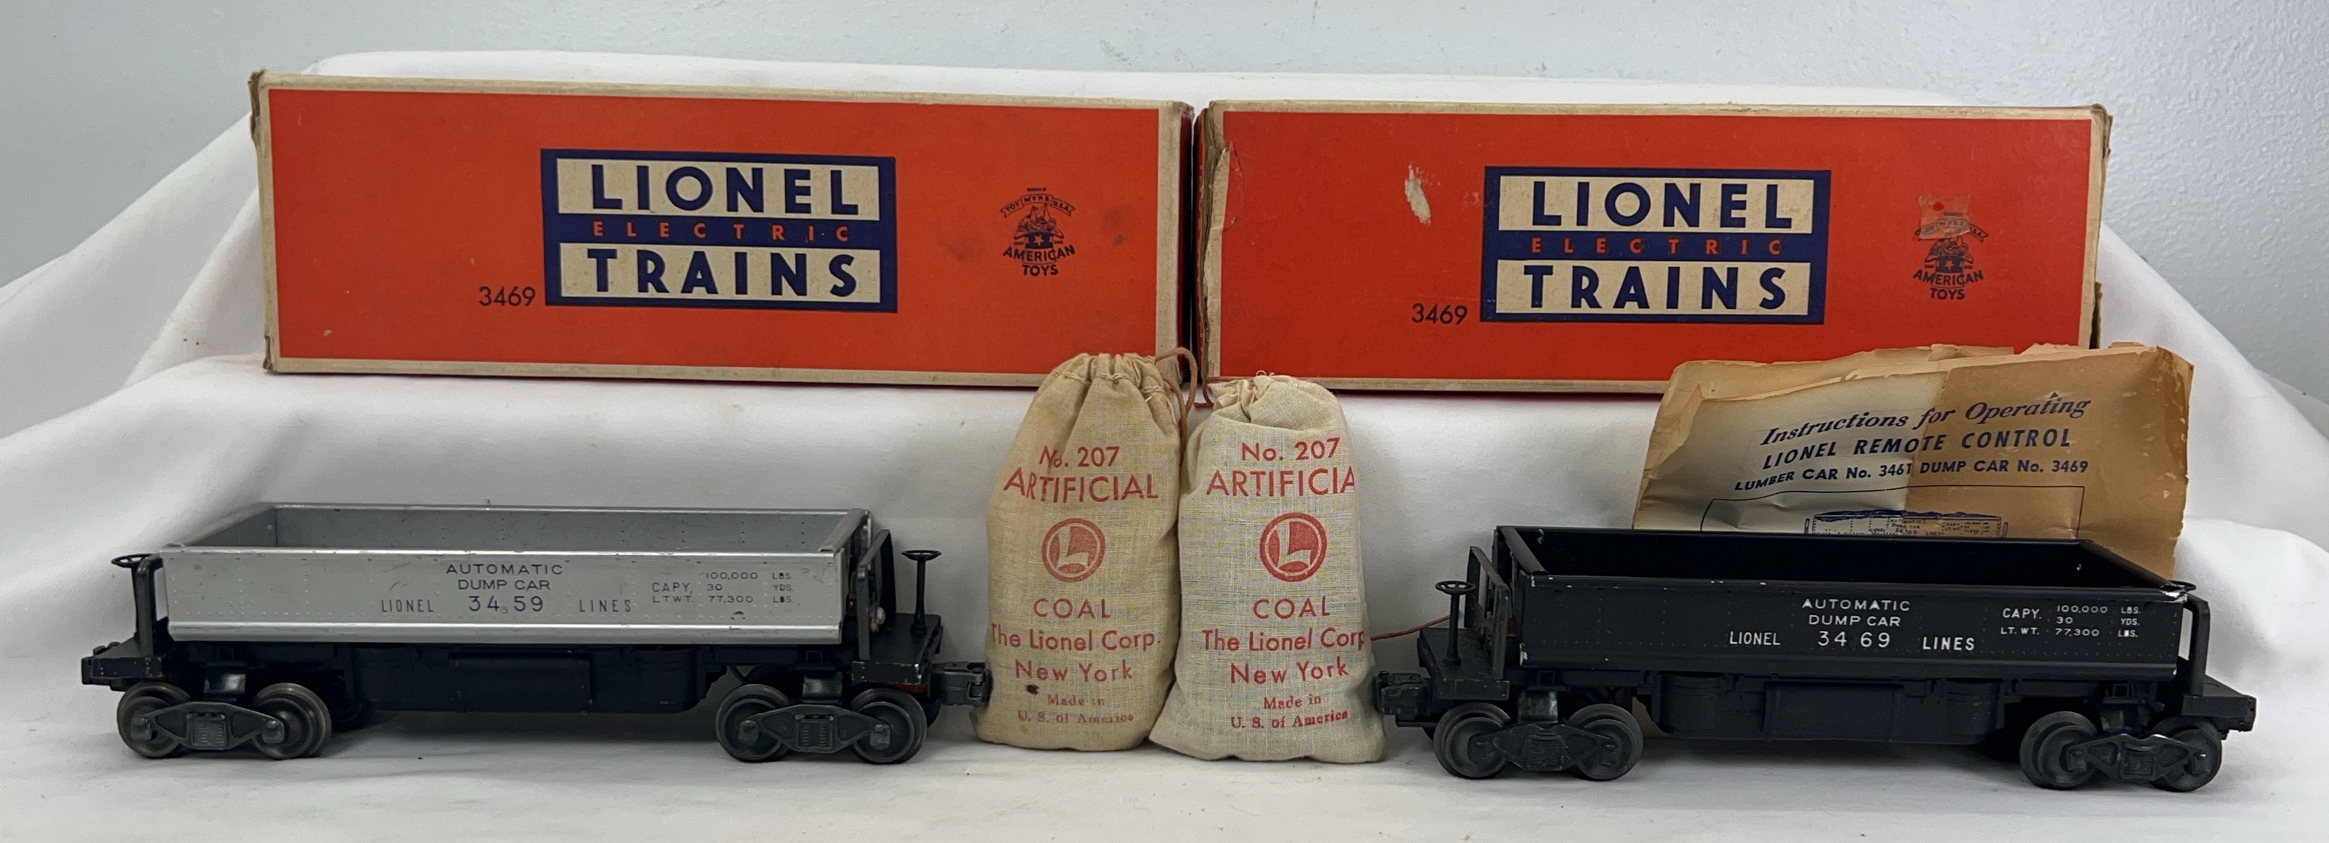 LIONEL
ELECTRIC
TRAINS
3469
AMERICAN
TOYS
LIONEL
ELECTRIC
TRAINS
3469
AMERICAN
TOYS
No. 207
ARTIFICIAL
L
COAL
The Lionel Corp.
New York
Made in
U. S. of America
No. 207
ARTIFICIA
L
COAL
The Lionel Corp
New York
Made in
U. S. of America
Instructions for Operating
LIONEL REMOTE CONTROL
LUMBER CAR No. 3461 DUMP CAR No. 3469
AUTOMATIC
DUMP CAR
LIONEL 3459 LINES
CAPY. 100,000 LBS.
30 YDS.
LT. WT. 77,300 LBS.
AUTOMATIC
DUMP CAR
LIONEL 3469 LINES
CAPY. 100,000 LBS.
30 YDS.
LT. WT. 77,300 LBS.